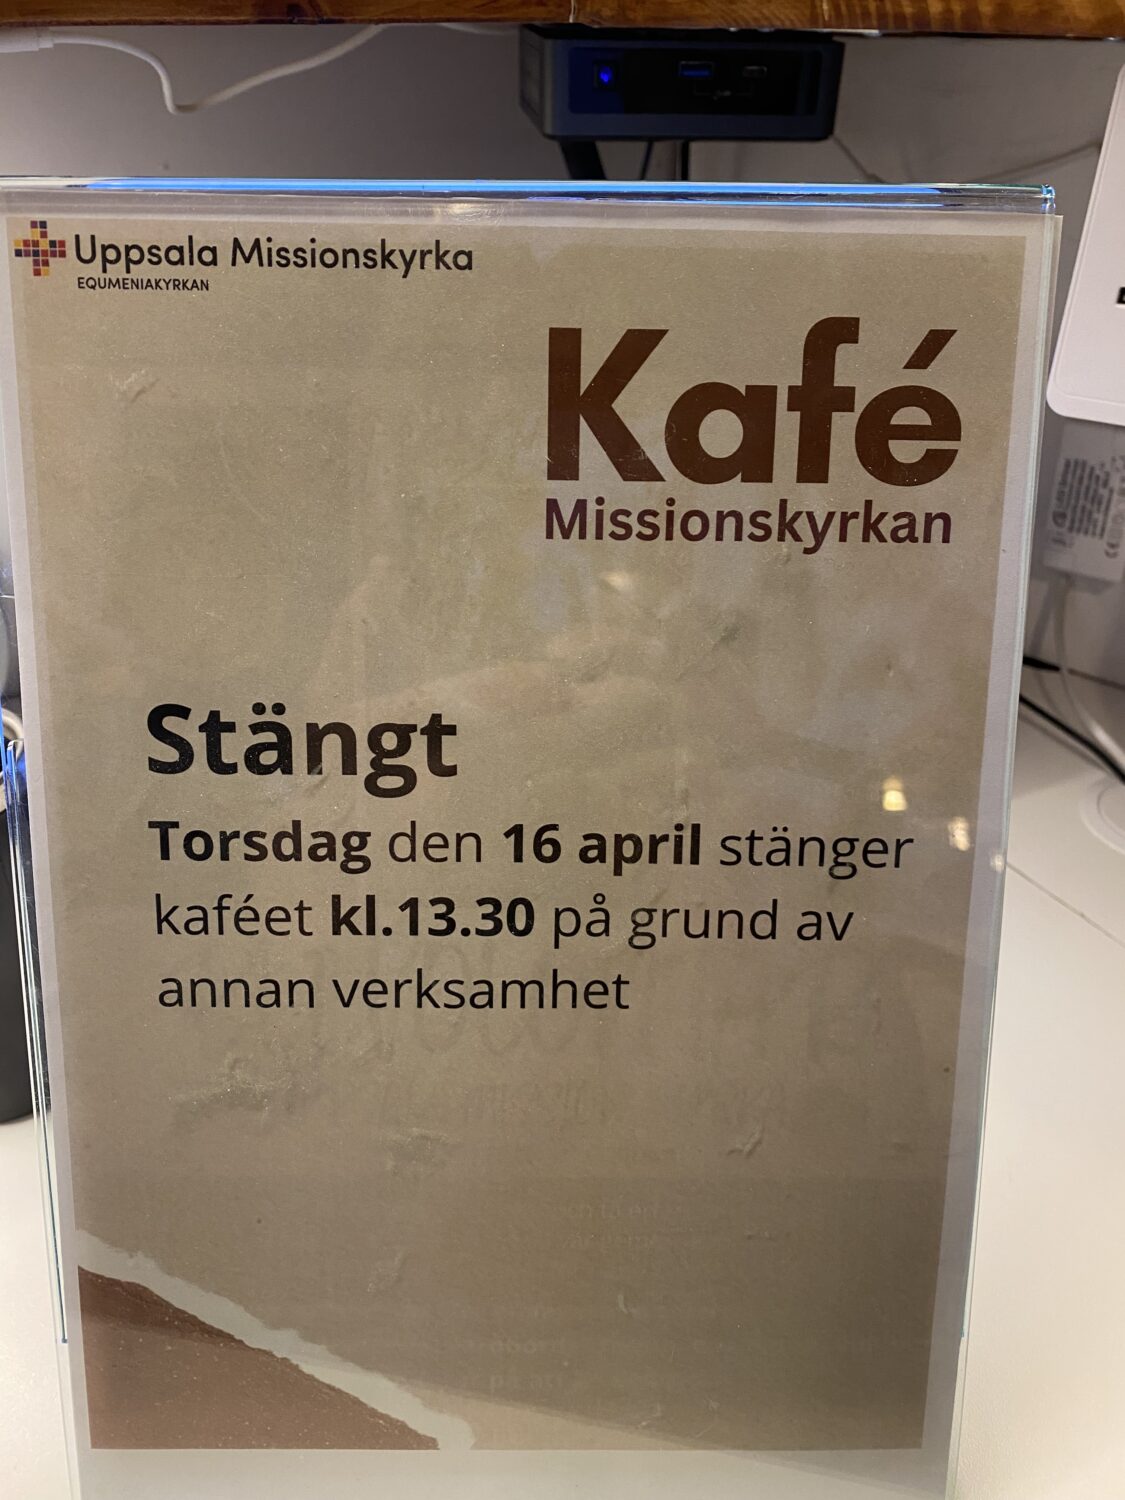 Uppsala Missionskyrka
EQUMENIAKYRKAN
Kafé
Missionskyrkan
Stängt
Torsdag den 16 april stänger
kaféet kl.13.30 på grund av
annan verksamhet